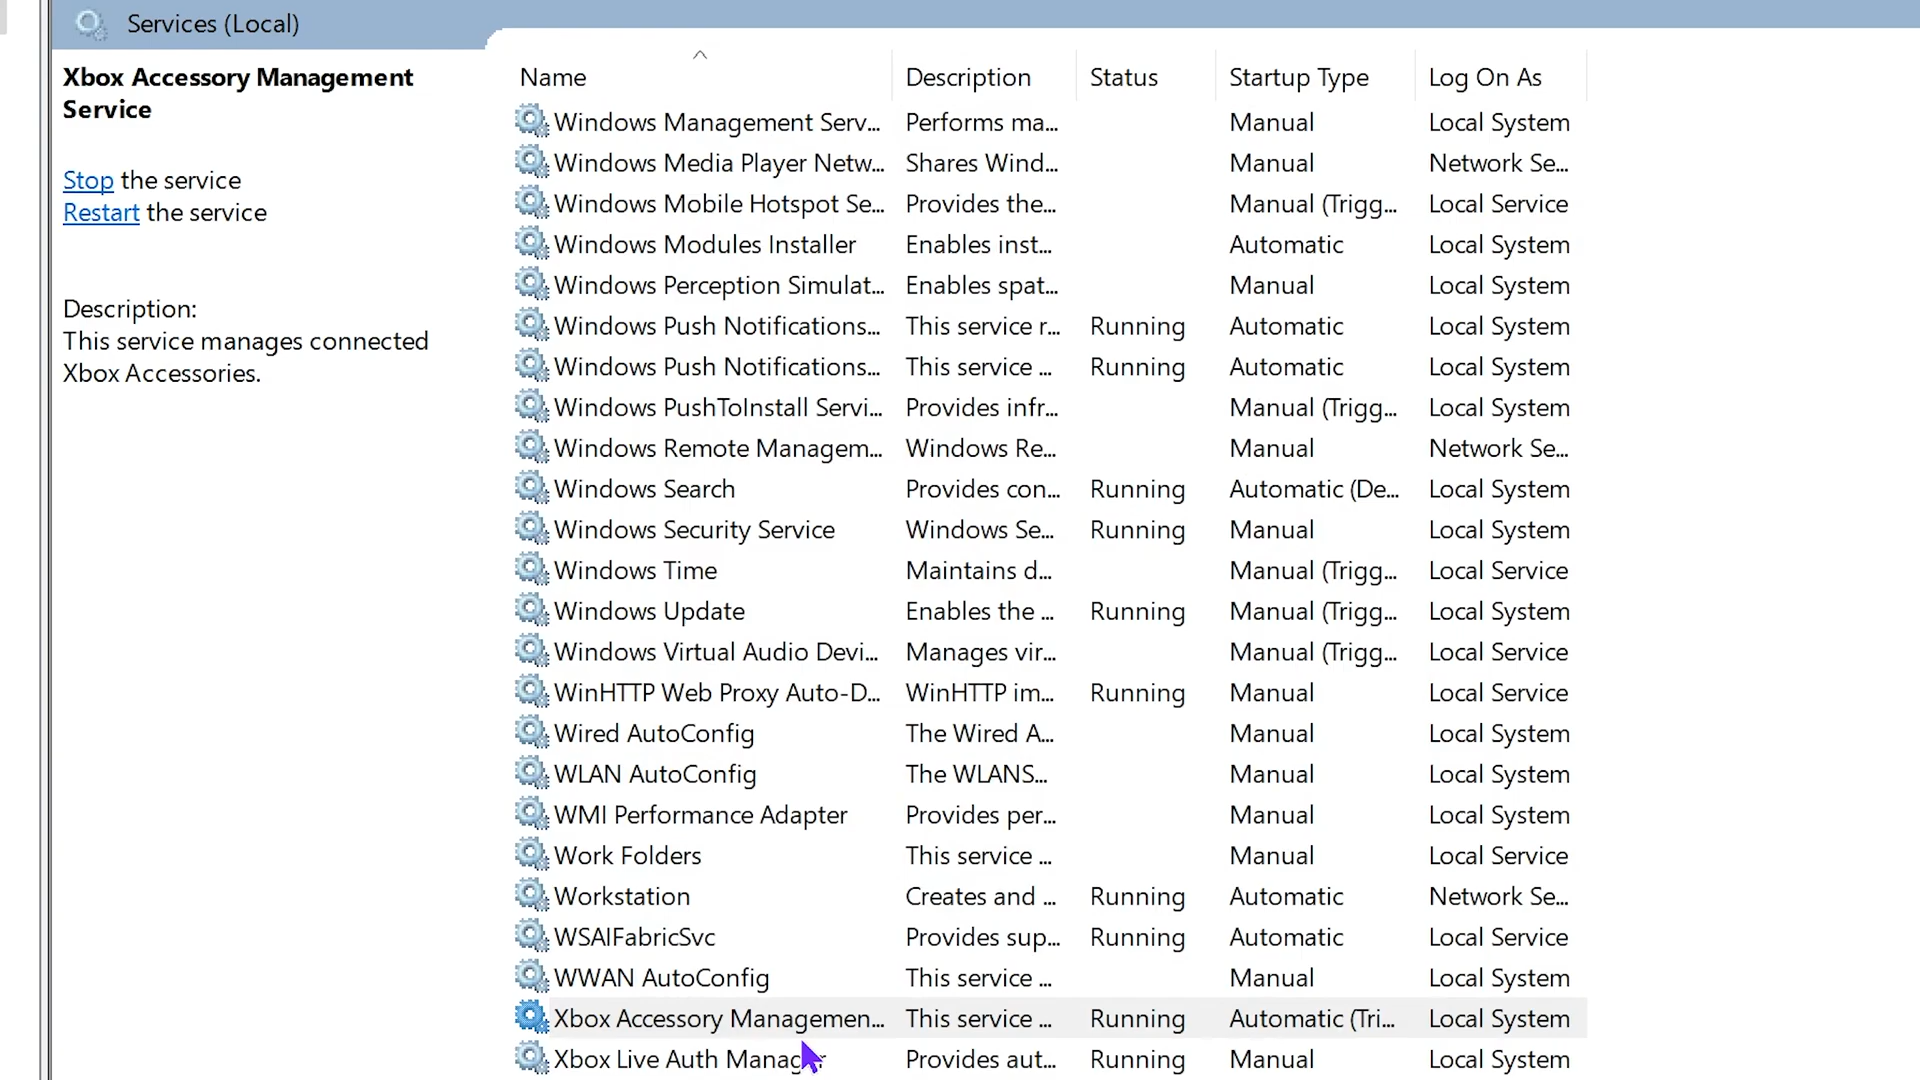 Services (Local)
Xbox Accessory Management
Service
Stop the service
Restart the service
Description:
This service manages connected
Xbox Accessories.
Name Description Status Startup Type Log On As
Windows Management Serv... Performs ma... Manual Local System
Windows Media Player Netw... Shares Wind... Manual Network Se...
Windows Mobile Hotspot Se... Provides the... Manual (Trigg... Local Service
Windows Modules Installer Enables inst... Automatic Local System
Windows Perception Simulat... Enables spat... Manual Local System
Windows Push Notifications... This service r... Running Automatic Local System
Windows Push Notifications... This service ... Running Automatic Local System
Windows PushToInstall Servi... Provides infr... Manual (Trigg... Local System
Windows Remote Managem... Windows Re... Manual Network Se...
Windows Search Provides con... Running Automatic (De... Local System
Windows Security Service Windows Se... Running Manual Local System
Windows Time Maintains d... Manual (Trigg... Local Service
Windows Update Enables the ... Running Manual (Trigg... Local System
Windows Virtual Audio Devi... Manages vir... Manual (Trigg... Local Service
WinHTTP Web Proxy Auto-D... WinHTTP im... Running Manual Local Service
Wired AutoConfig The Wired A... Manual Local System
WLAN AutoConfig The WLANS... Manual Local System
WMI Performance Adapter Provides per... Manual Local System
Work Folders This service ... Manual Local Service
Workstation Creates and ... Running Automatic Network Se...
WSAIFabricSvc Provides sup... Running Automatic Local Service
WWAN AutoConfig This service ... Manual Local System
Xbox Accessory Managemen... This service ... Running Automatic (Tri... Local System
Xbox Live Auth Manager Provides aut... Running Manual Local System